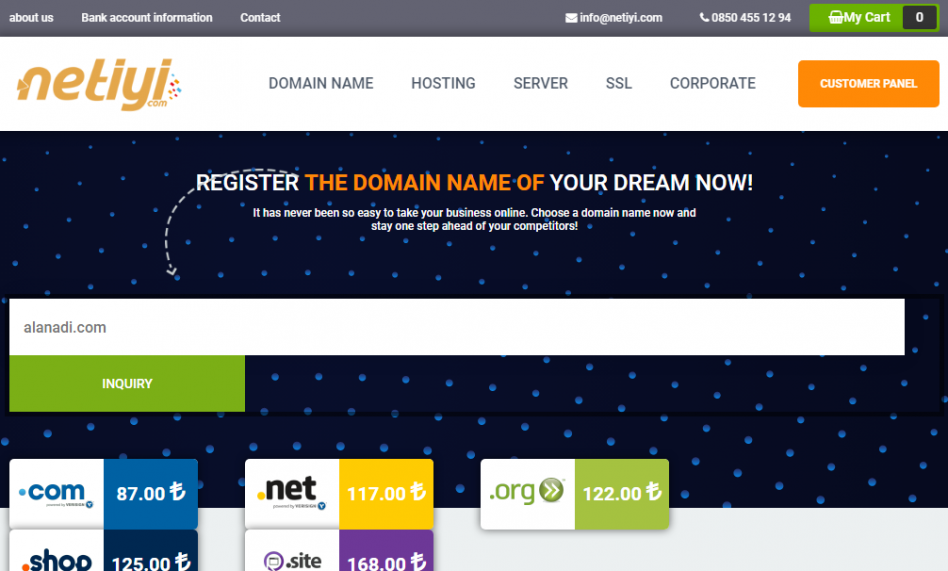 about us Bank account information Contact info@netiyi.com 0850 455 12 94 My Cart 0
netiyi.com DOMAIN NAME HOSTING SERVER SSL CORPORATE CUSTOMER PANEL
REGISTER THE DOMAIN NAME OF YOUR DREAM NOW!
It has never been so easy to take your business online. Choose a domain name now and
stay one step ahead of your competitors!
alanadi.com
INQUIRY
.com powered by VERISIGN 87.00 ₺ .net powered by VERISIGN 117.00 ₺ .org 122.00 ₺
.shop 125.00 ₺ .site 168.00 ₺